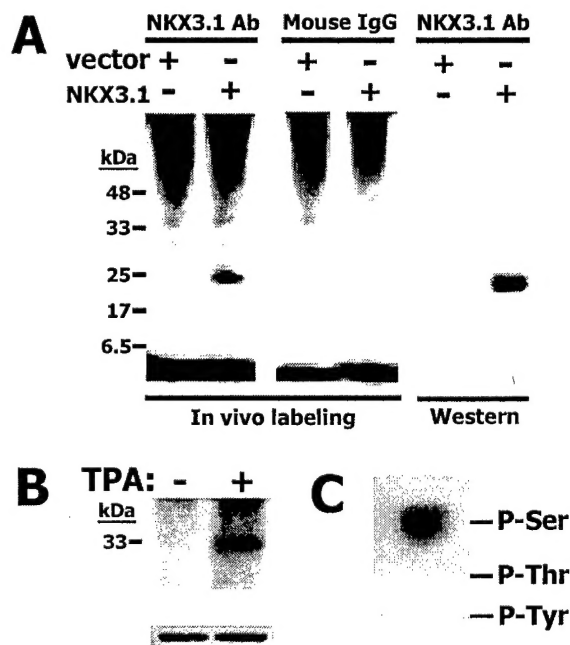 A
NKX3.1 Ab Mouse IgG NKX3.1 Ab
vector + - + - + -
NKX3.1 - + - + - +
kDa
48
33
25
17
6.5
In vivo labeling Western
B TPA: - +
kDa
33
C
P-Ser
P-Thr
P-Tyr